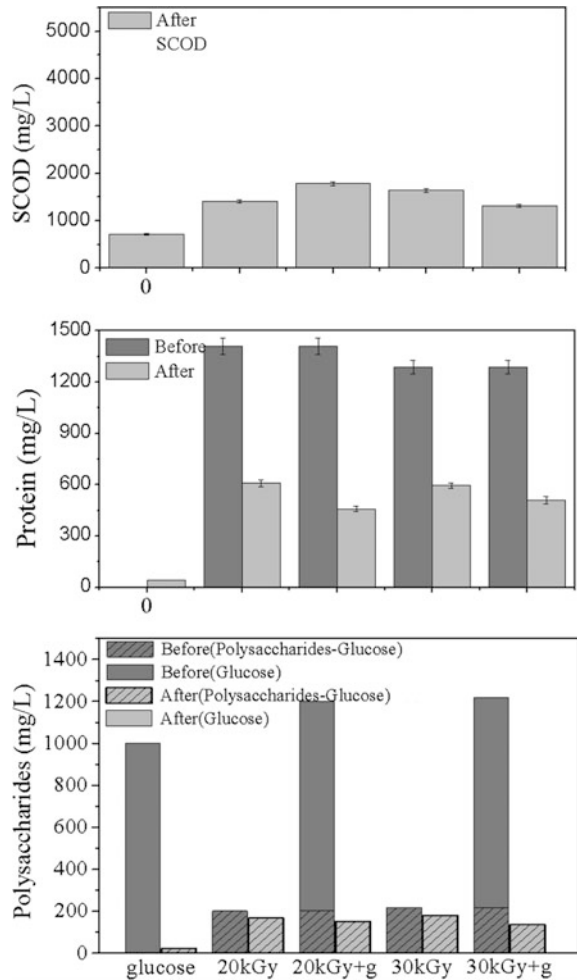 After
SCOD
SCOD (mg/L)
6000
5000
4000
3000
2000
1000
0
0
Before
After
Protein (mg/L)
1500
1200
900
600
300
0
0
Before(Polysaccharides-Glucose)
Before(Glucose)
After(Polysaccharides-Glucose)
After(Glucose)
Polysaccharides (mg/L)
1400
1200
1000
800
600
400
200
0
glucose 20kGy 20kGy+g 30kGy 30kGy+g